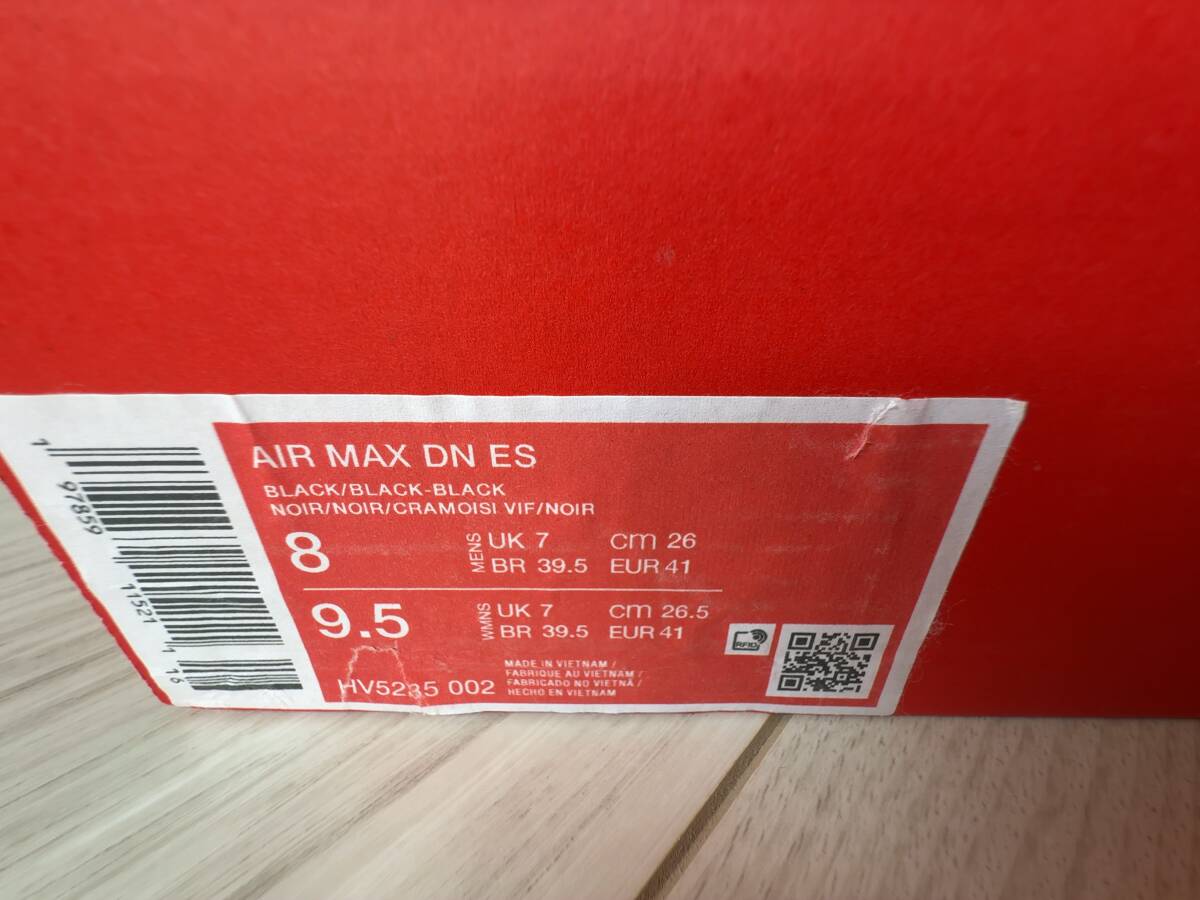 AIR MAX DN ES
BLACK/BLACK-BLACK
NOIR/NOIR/CRAMOISI VIF/NOIR
8 MENS UK 7 cm 26
BR 39.5 EUR 41
9.5 WMNS UK 7 cm 26.5
BR 39.5 EUR 41
RFID
HV5235 002
MADE IN VIETNAM /
FABRIQUE AU VIETNAM /
FABRICADO NO VIETNÃ /
HECHO EN VIETNAM
1 97859 11521 1 16